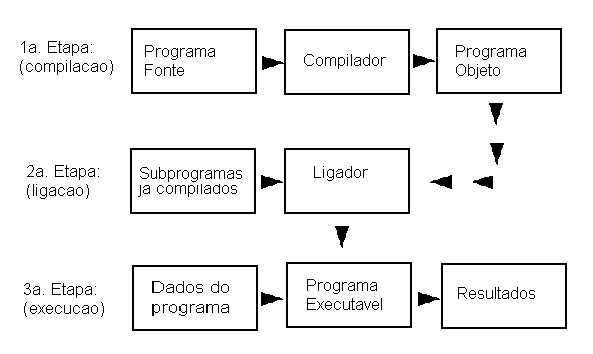 1a. Etapa:
(compilacao)
Programa
Fonte
Compilador
Programa
Objeto
2a. Etapa:
(ligacao)
Subprogramas
ja compilados
Ligador
3a. Etapa:
(execucao)
Dados do
programa
Programa
Executavel
Resultados